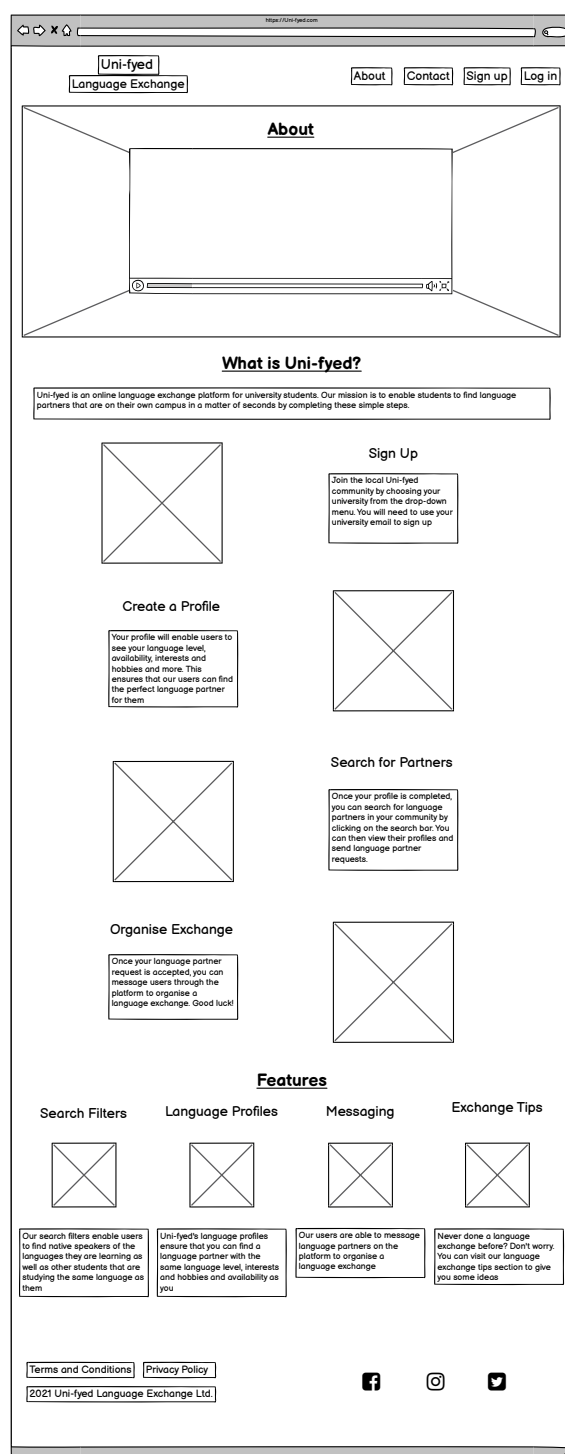 https://Uni-fyed.com
Uni-fyed
Language Exchange
About
Contact
Sign up
Log in
About
What is Uni-fyed?
Uni-fyed is an online language exchange platform for university students. Our mission is to enable students to find language
partners that are on their own campus in a matter of seconds by completing these simple steps.
Sign Up
Join the local Uni-fyed
community by choosing your
university from the drop-down
menu. You will need to use your
university email to sign up
Create a Profile
Your profile will enable users to
see your language level,
availability, interests and
hobbies and more. This
ensures that our users can find
the perfect language partner
for them
Search for Partners
Once your profile is completed,
you can search for language
partners in your community by
clicking on the search bar. You
can then view their profiles and
send language partner
requests.
Organise Exchange
Once your language partner
request is accepted, you can
message users through the
platform to organise a
language exchange. Good luck!
Features
Search Filters
Our search filters enable users
to find native speakers of the
languages they are learning as
well as other students that are
studying the same language as
them
Language Profiles
Uni-fyed's language profiles
ensure that you can find a
language partner with the
same language level, interests
and hobbies and availability as
you
Messaging
Our users are able to message
language partners on the
platform to organise a
language exchange
Exchange Tips
Never done a language
exchange before? Don't worry.
You can visit our language
exchange tips section to give
you some ideas
Terms and Conditions
Privacy Policy
2021 Uni-fyed Language Exchange Ltd.